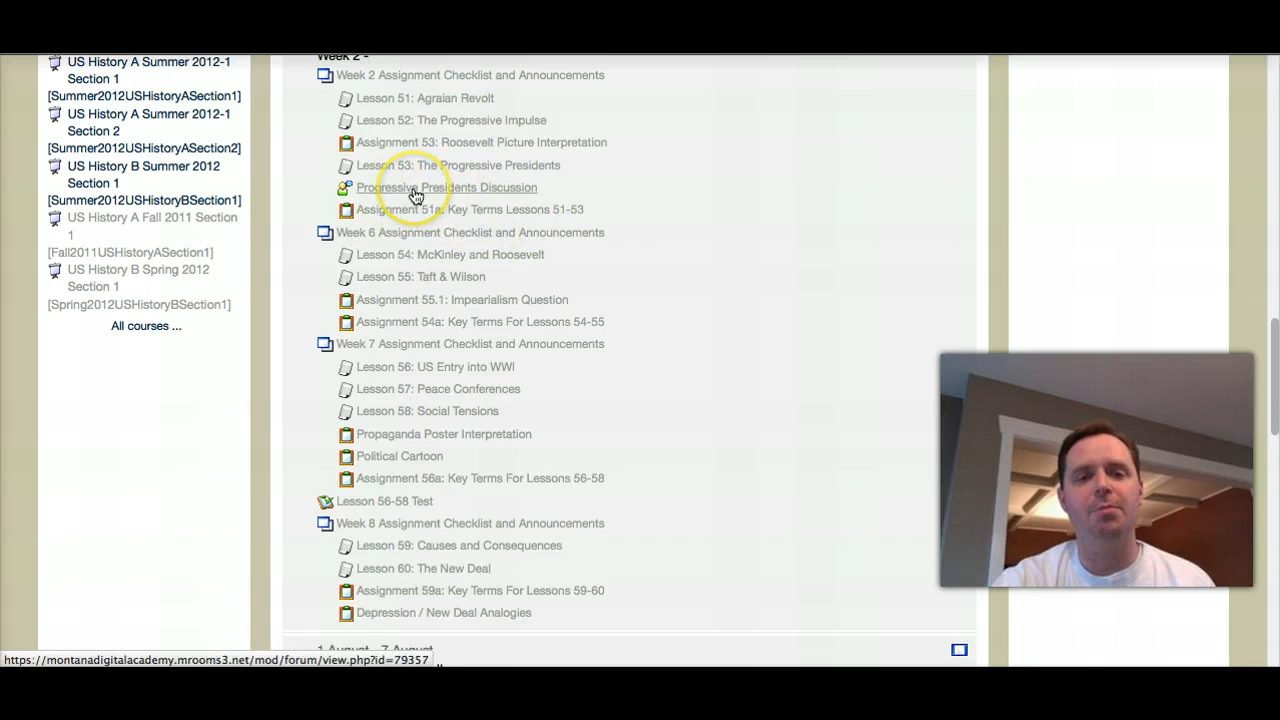 US History A Summer 2012-1
Section 1
[Summer2012USHistoryASection1]
US History A Summer 2012-1
Section 2
[Summer2012USHistoryASection2]
US History B Summer 2012
Section 1
[Summer2012USHistoryBSection1]
US History A Fall 2011 Section
1
[Fall2011USHistoryASection1]
US History B Spring 2012
Section 1
[Spring2012USHistoryBSection1]
All courses ...
Week 2 -
Week 2 Assignment Checklist and Announcements
Lesson 51: Agraian Revolt
Lesson 52: The Progressive Impulse
Assignment 53: Roosevelt Picture Interpretation
Lesson 53: The Progressive Presidents
Progressive Presidents Discussion
Assignment 51a: Key Terms Lessons 51-53
Week 6 Assignment Checklist and Announcements
Lesson 54: McKinley and Roosevelt
Lesson 55: Taft & Wilson
Assignment 55.1: Impearialism Question
Assignment 54a: Key Terms For Lessons 54-55
Week 7 Assignment Checklist and Announcements
Lesson 56: US Entry into WWI
Lesson 57: Peace Conferences
Lesson 58: Social Tensions
Propaganda Poster Interpretation
Political Cartoon
Assignment 56a: Key Terms For Lessons 56-58
Lesson 56-58 Test
Week 8 Assignment Checklist and Announcements
Lesson 59: Causes and Consequences
Lesson 60: The New Deal
Assignment 59a: Key Terms For Lessons 59-60
Depression / New Deal Analogies
1 August - 7 August
https://montanadigitalacademy.mrooms3.net/mod/forum/view.php?id=79357